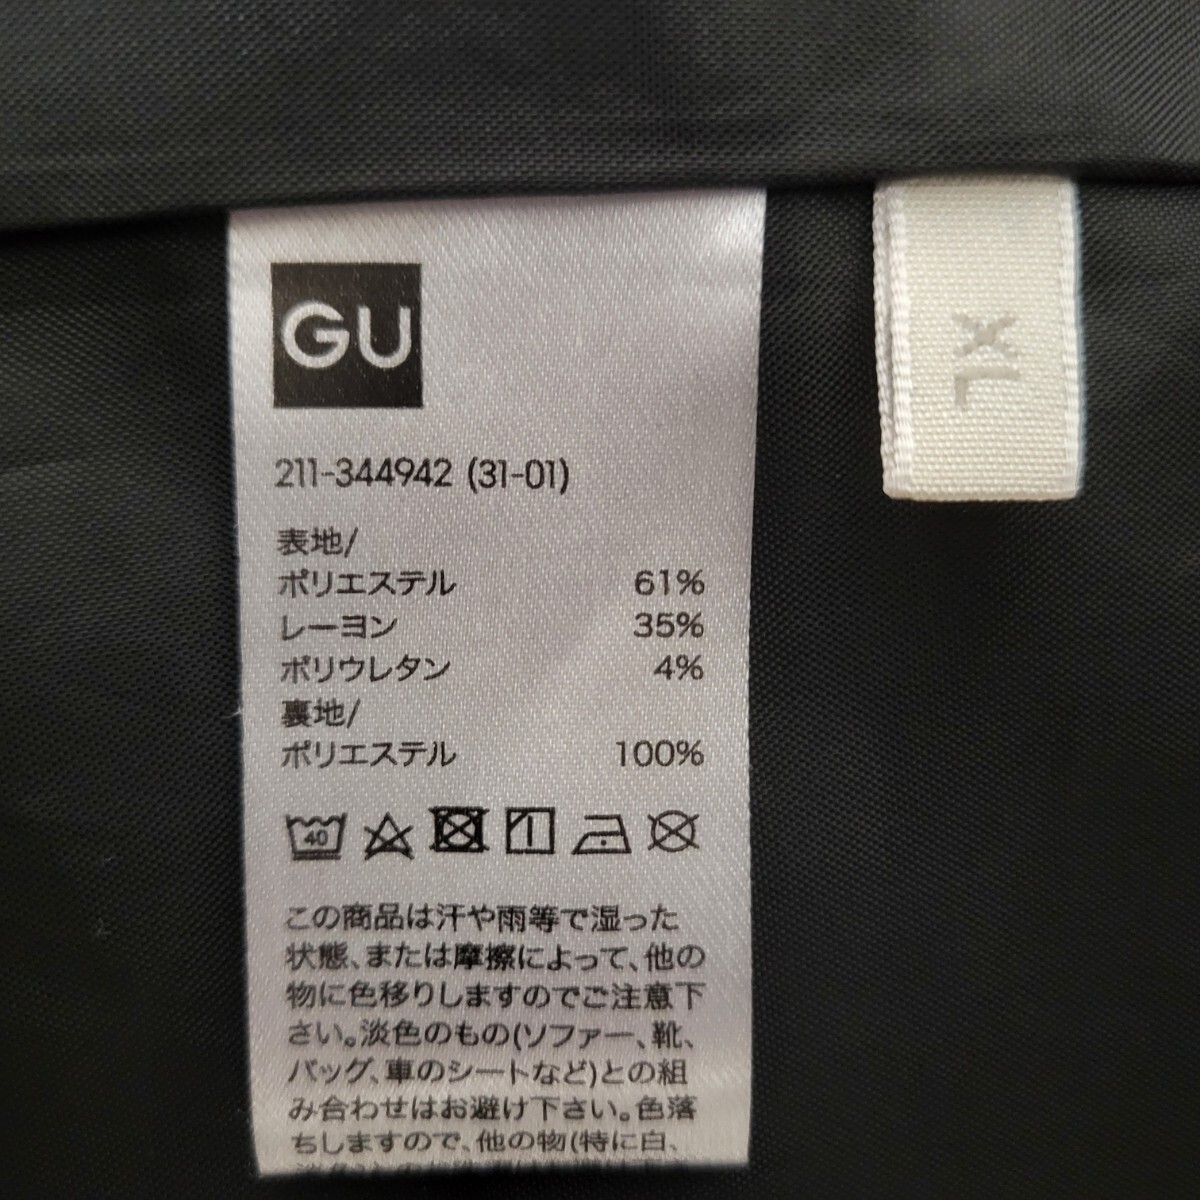 GU
XL
211-344942 (31-01)
表地/
ポリエステル 61%
レーヨン 35%
ポリウレタン 4%
裏地/
ポリエステル 100%
40
この商品は汗や雨等で湿った
状態、または摩擦によって、他の
物に色移りしますのでご注意下
さい。淡色のもの(ソファー、靴、
バッグ、車のシートなど)との組
み合わせはお避け下さい。色落
ちしますので、他の物(特に白、